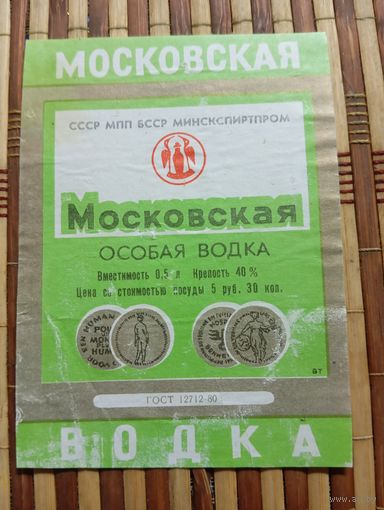 МОСКОВСКАЯ
СССР МПП БССР МИНСКСПИРТПРОМ
Московская
ОСОБАЯ ВОДКА
Вместимость 0,5 л Крепость 40 %
Цена со стоимостью посуды 5 руб. 30 коп.
ГОСТ 12712-80
ВОДКА